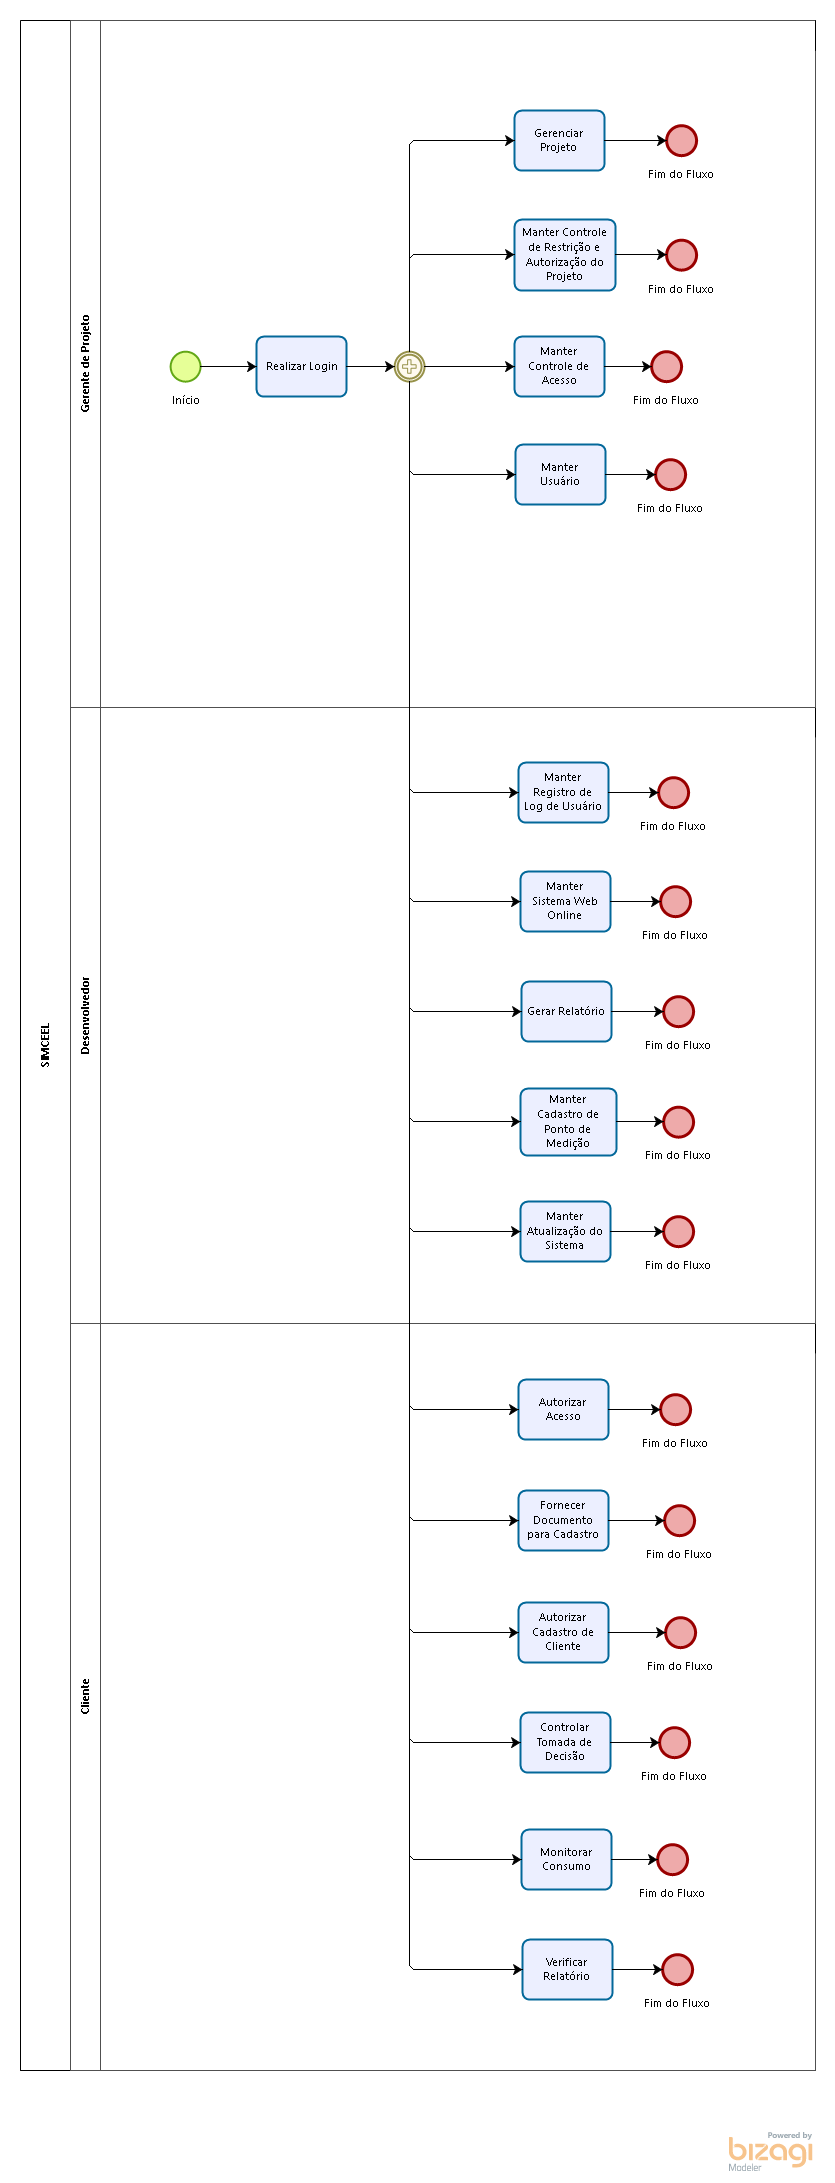 SIMCEEL
Gerente de Projeto
Gerenciar
Projeto
Fim do Fluxo
Manter Controle
de Restrição e
Autorização do
Projeto
Fim do Fluxo
Início
Realizar Login
Manter
Controle de
Acesso
Fim do Fluxo
Manter
Usuário
Fim do Fluxo
Desenvolvedor
Manter
Registro de
Log de Usuário
Fim do Fluxo
Manter
Sistema Web
Online
Fim do Fluxo
Gerar Relatório
Fim do Fluxo
Manter
Cadastro de
Ponto de
Medição
Fim do Fluxo
Manter
Atualização do
Sistema
Fim do Fluxo
Cliente
Autorizar
Acesso
Fim do Fluxo
Fornecer
Documento
para Cadastro
Fim do Fluxo
Autorizar
Cadastro de
Cliente
Fim do Fluxo
Controlar
Tomada de
Decisão
Fim do Fluxo
Monitorar
Consumo
Fim do Fluxo
Verificar
Relatório
Fim do Fluxo
Powered by
bizagi
Modeler